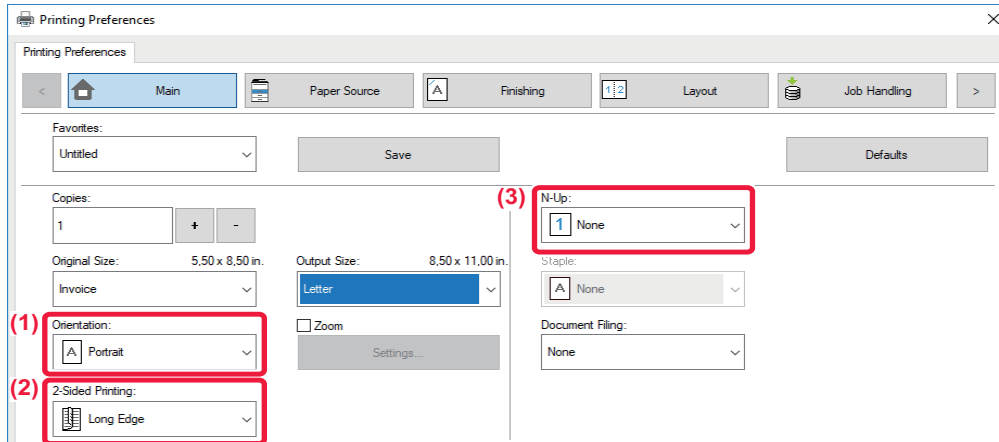 Printing Preferences
Printing Preferences
< Main Paper Source A Finishing 1 2 Layout Job Handling >
Favorites:
Untitled Save Defaults
Copies: (3) N-Up:
1 + - 1 None
Original Size: 5,50 x 8,50 in. Output Size: 8,50 x 11,00 in. Staple:
Invoice Letter A None
(1) Orientation: Zoom Document Filing:
A Portrait Settings... None
(2) 2-Sided Printing:
Long Edge